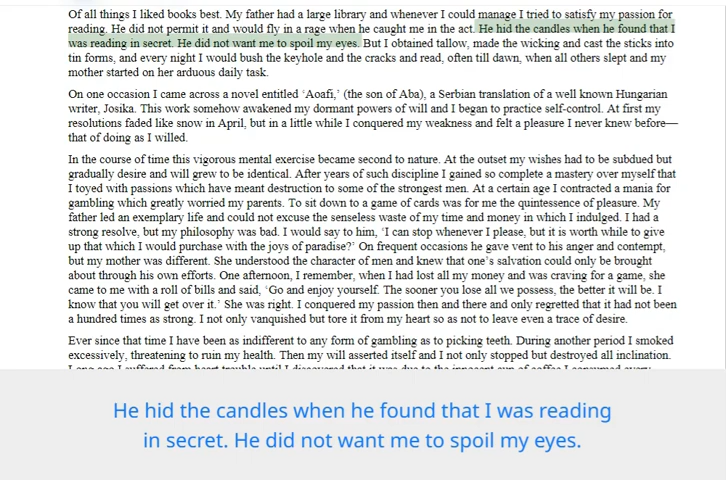 Of all things I liked books best. My father had a large library and whenever I could manage I tried to satisfy my passion for
reading. He did not permit it and would fly in a rage when he caught me in the act. He hid the candles when he found that I
was reading in secret. He did not want me to spoil my eyes. But I obtained tallow, made the wicking and cast the sticks into
tin forms, and every night I would bush the keyhole and the cracks and read, often till dawn, when all others slept and my
mother started on her arduous daily task.
On one occasion I came across a novel entitled ‘Aoafi,’ (the son of Aba), a Serbian translation of a well known Hungarian
writer, Josika. This work somehow awakened my dormant powers of will and I began to practice self-control. At first my
resolutions faded like snow in April, but in a little while I conquered my weakness and felt a pleasure I never knew before—
that of doing as I willed.
In the course of time this vigorous mental exercise became second to nature. At the outset my wishes had to be subdued but
gradually desire and will grew to be identical. After years of such discipline I gained so complete a mastery over myself that
I toyed with passions which have meant destruction to some of the strongest men. At a certain age I contracted a mania for
gambling which greatly worried my parents. To sit down to a game of cards was for me the quintessence of pleasure. My
father led an exemplary life and could not excuse the senseless waste of my time and money in which I indulged. I had a
strong resolve, but my philosophy was bad. I would say to him, ‘I can stop whenever I please, but it is worth while to give
up that which I would purchase with the joys of paradise?’ On frequent occasions he gave vent to his anger and contempt,
but my mother was different. She understood the character of men and knew that one’s salvation could only be brought
about through his own efforts. One afternoon, I remember, when I had lost all my money and was craving for a game, she
came to me with a roll of bills and said, ‘Go and enjoy yourself. The sooner you lose all we possess, the better it will be. I
know that you will get over it.’ She was right. I conquered my passion then and there and only regretted that it had not been
a hundred times as strong. I not only vanquished but tore it from my heart so as not to leave even a trace of desire.
Ever since that time I have been as indifferent to any form of gambling as to picking teeth. During another period I smoked
excessively, threatening to ruin my health. Then my will asserted itself and I not only stopped but destroyed all inclination.
Long ago I suffered from heart trouble until I discovered that it was due to the innocent cup of coffee I consumed every
He hid the candles when he found that I was reading
in secret. He did not want me to spoil my eyes.